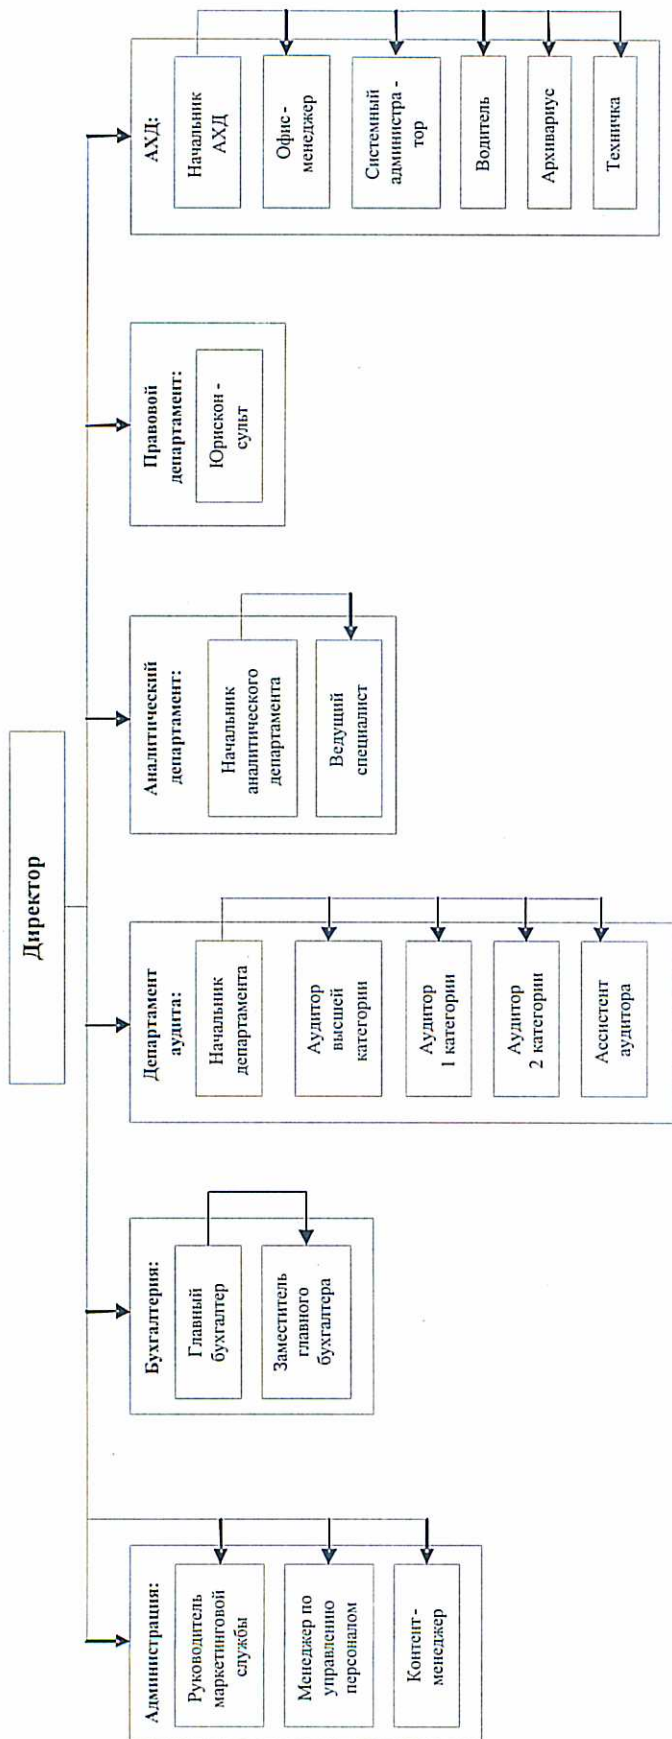 Директор
Администрация:
Руководитель
маркетинговой
службы
Менеджер по
управлению
персоналом
Контент-
менеджер
Бухгалтерия:
Главный
бухгалтер
Заместитель
главного
бухгалтера
Департамент
аудита:
Начальник
департамента
Аудитор
высшей
категории
Аудитор
1 категории
Аудитор
2 категории
Ассистент
аудитора
Аналитический
департамент:
Начальник
аналитического
департамента
Ведущий
специалист
Правовой
департамент:
Юрискон -
сульт
АХД:
Начальник
АХД
Офис -
менеджер
Системный
администра -
тор
Водитель
Архивариус
Техничка